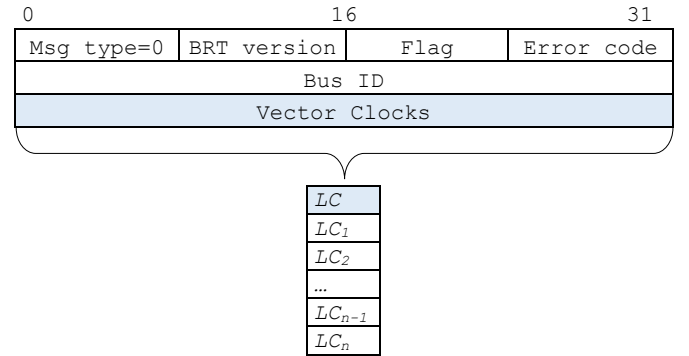 0 16 31
Msg type=0 BRT version Flag Error code
Bus ID
Vector Clocks
LC
LC₁
LC₂
…
LCₙ₋₁
LCₙ